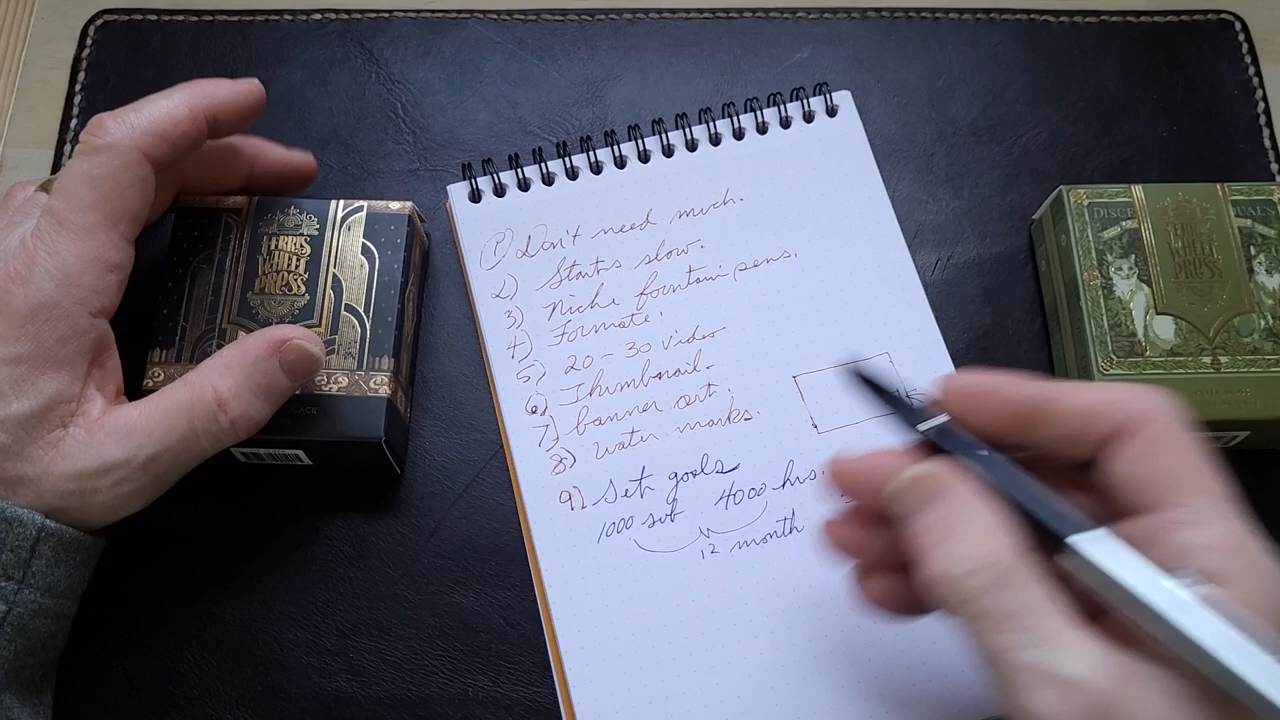 1) Don't need much.
2) Starts slow.
3) Niche fountain pens.
4) Formate.
5) 20-30 video
6) Thumbnail.
7) banner art.
8) water marks.
9) Set goals
1000 sub 4000 hrs.
12 month
FERRIS
WHEEL
PRESS
FERRIS
WHEEL
PRESS